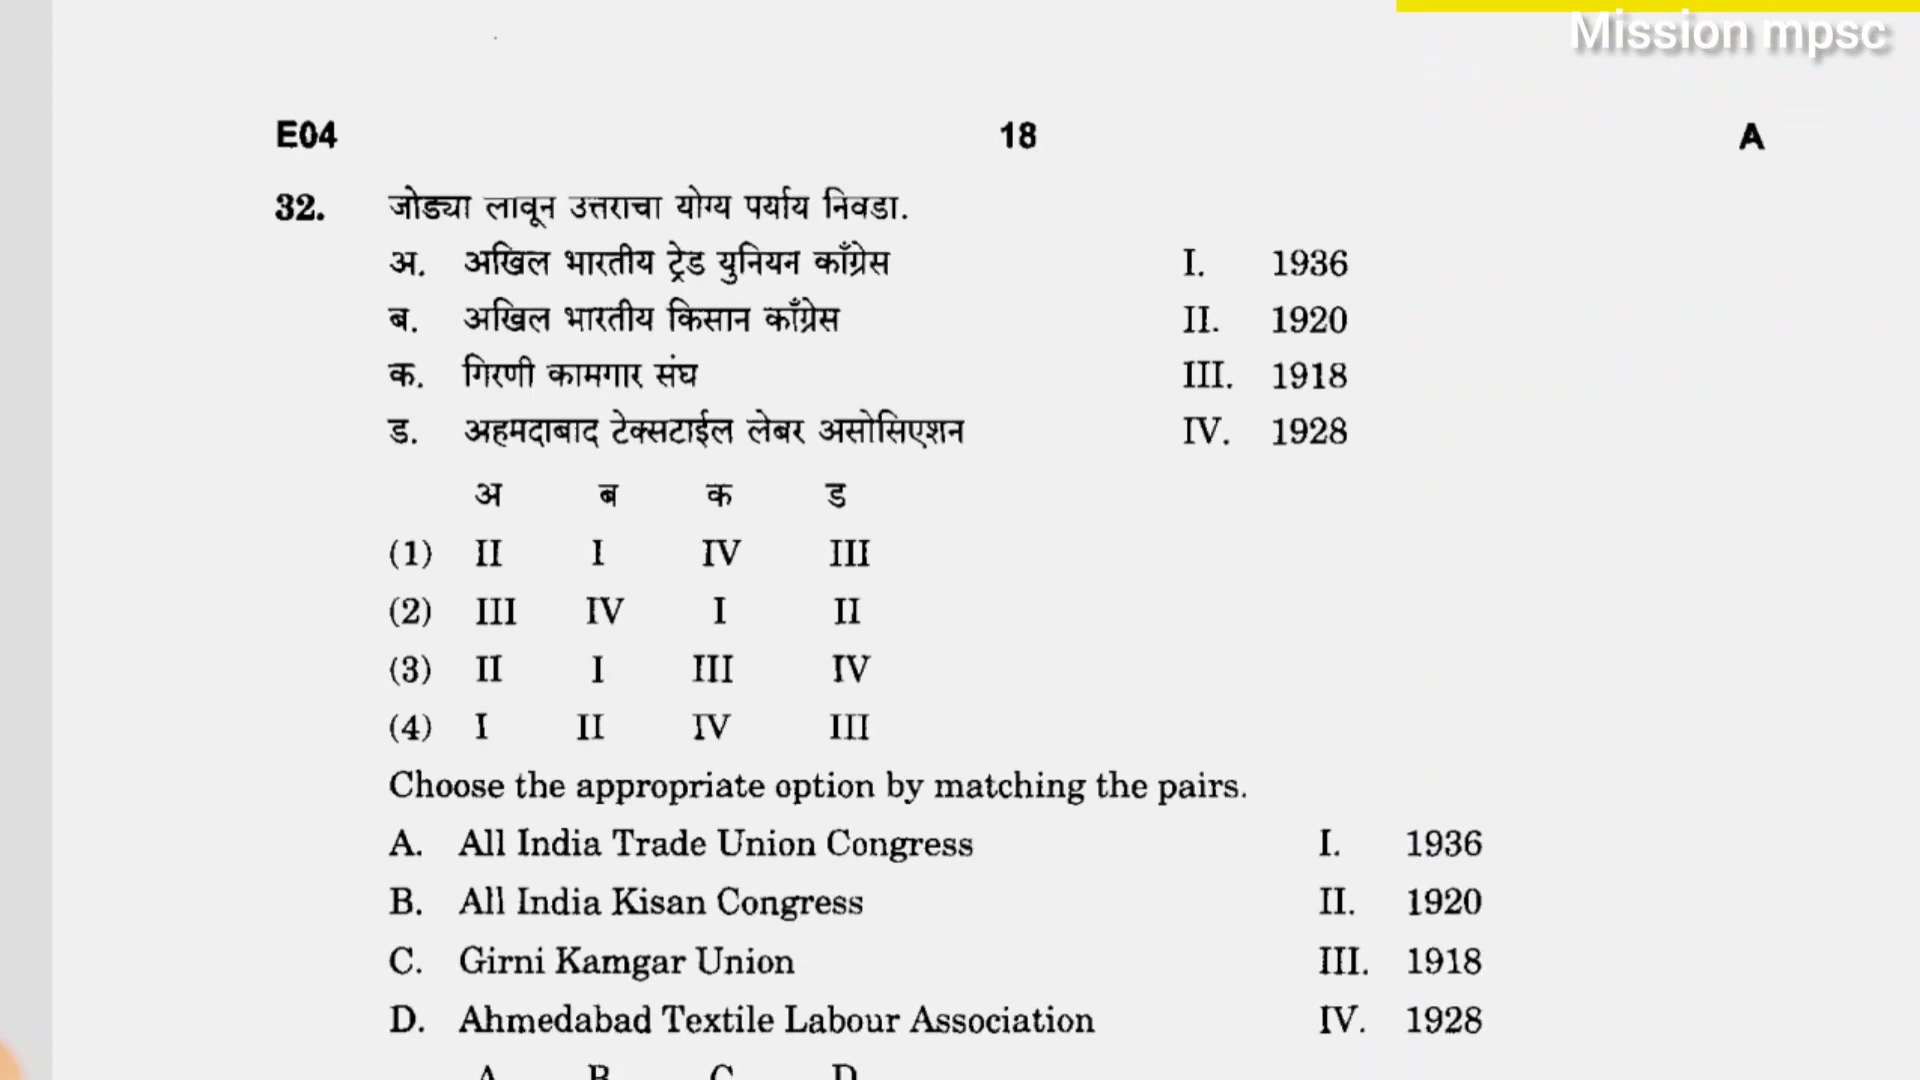 Mission mpsc
E04 18 A
32. जोड्या लावून उत्तराचा योग्य पर्याय निवडा.
अ. अखिल भारतीय ट्रेड युनियन काँग्रेस I. 1936
ब. अखिल भारतीय किसान काँग्रेस II. 1920
क. गिरणी कामगार संघ III. 1918
ड. अहमदाबाद टेक्सटाईल लेबर असोसिएशन IV. 1928
अ ब क ड
(1) II I IV III
(2) III IV I II
(3) II I III IV
(4) I II IV III
Choose the appropriate option by matching the pairs.
A. All India Trade Union Congress I. 1936
B. All India Kisan Congress II. 1920
C. Girni Kamgar Union III. 1918
D. Ahmedabad Textile Labour Association IV. 1928
A B C D